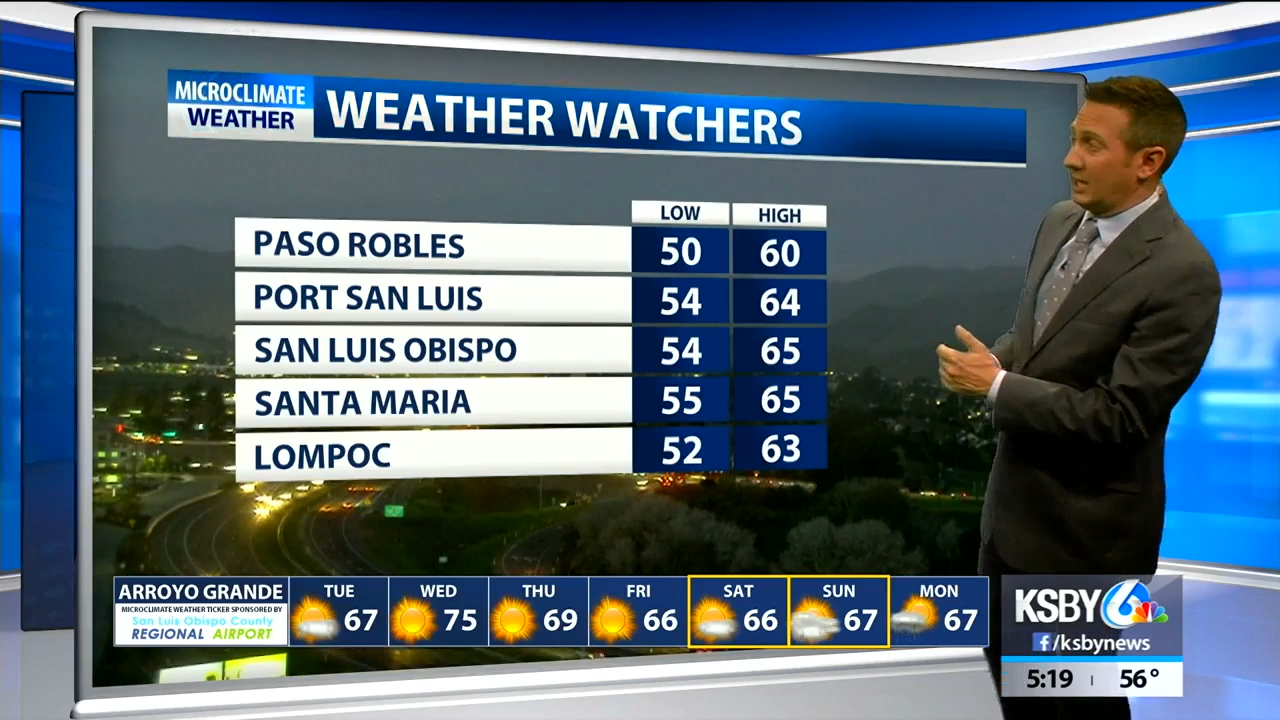 MICROCLIMATE
WEATHER
WEATHER WATCHERS
LOW HIGH
PASO ROBLES 50 60
PORT SAN LUIS 54 64
SAN LUIS OBISPO 54 65
SANTA MARIA 55 65
LOMPOC 52 63
ARROYO GRANDE
MICROCLIMATE WEATHER TICKER SPONSORED BY
San Luis Obispo County
REGIONAL AIRPORT
TUE WED THU FRI SAT SUN MON
67 75 69 66 66 67 67
KSBY 6
f/ksbynews
5:19 56°